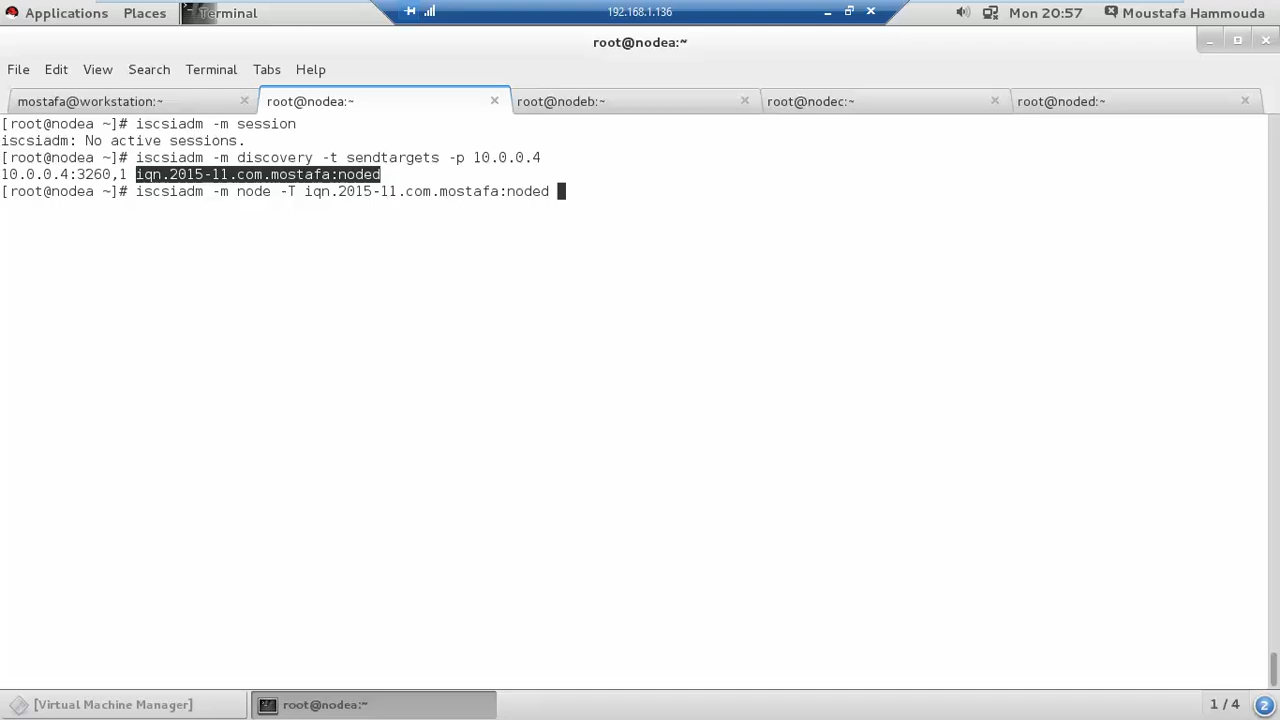 Applications Places Terminal 192.168.1.136 Mon 20:57 Moustafa Hammouda
root@nodea:~
File Edit View Search Terminal Tabs Help
mostafa@workstation:~ root@nodea:~ root@nodeb:~ root@nodec:~ root@noded:~
[root@nodea ~]# iscsiadm -m session
iscsiadm: No active sessions.
[root@nodea ~]# iscsiadm -m discovery -t sendtargets -p 10.0.0.4
10.0.0.4:3260,1 iqn.2015-11.com.mostafa:noded
[root@nodea ~]# iscsiadm -m node -T iqn.2015-11.com.mostafa:noded
[Virtual Machine Manager] root@nodea:~ 1 / 4 2